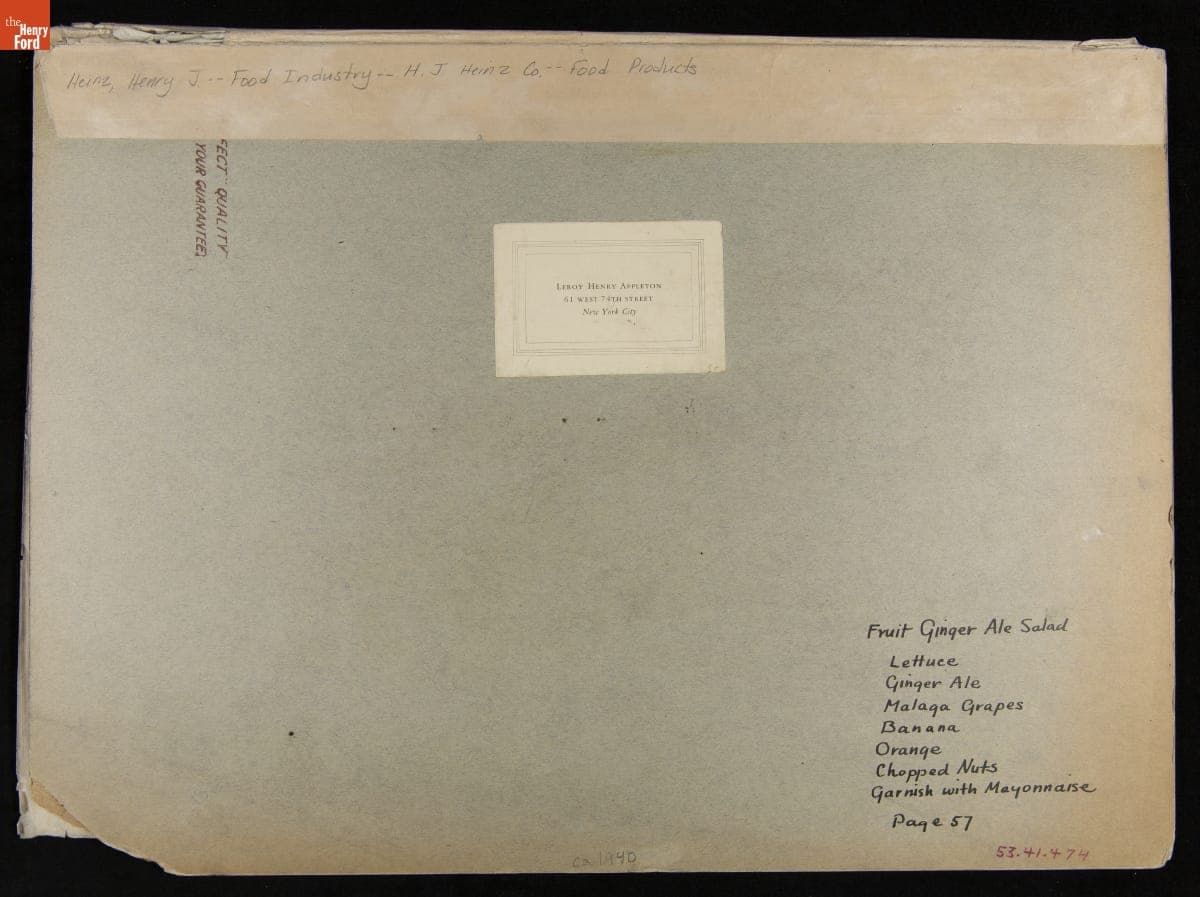 the
Henry
Ford
Heinz, Henry J. -- Food Industry -- H. J. Heinz Co. -- Food Products
FECT" QUALITY
YOUR GUARANTEE
LEROY HENRY APPLETON
61 WEST 74TH STREET
New York City
Fruit Ginger Ale Salad
Lettuce
Ginger Ale
Malaga Grapes
Banana
Orange
Chopped Nuts
Garnish with Mayonnaise
Page 57
53.41.474
ca 1940